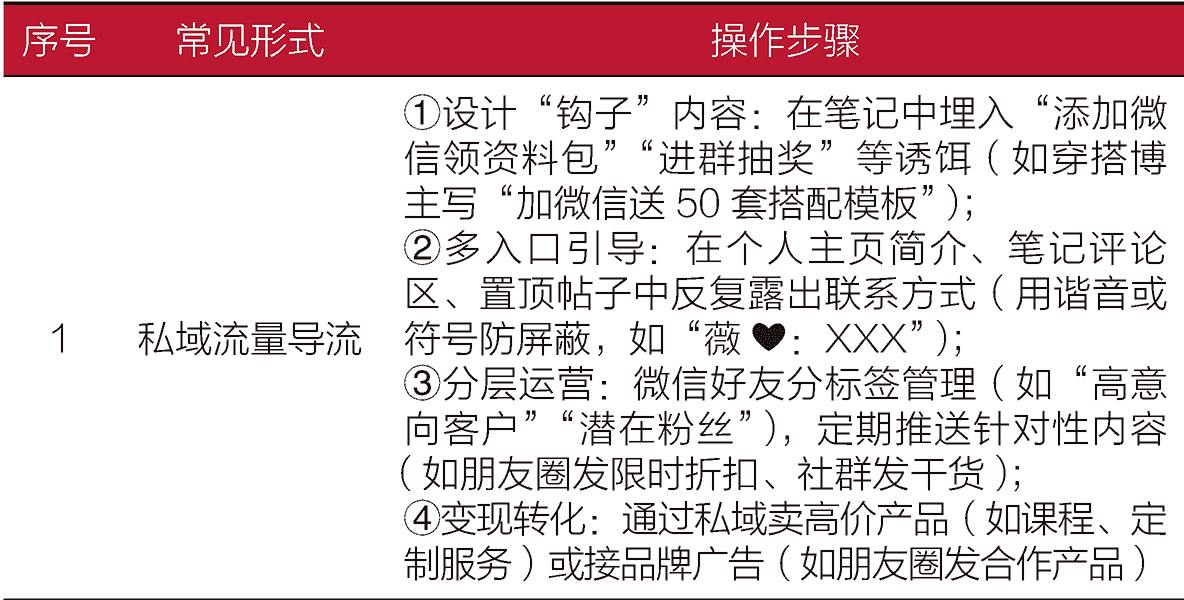 序号 常见形式 操作步骤
①设计“钩子”内容：在笔记中埋入“添加微
信领资料包”“进群抽奖”等诱饵（如穿搭博
主写“加微信送 50 套搭配模板”）；
②多入口引导：在个人主页简介、笔记评论
区、置顶帖子中反复露出联系方式（用谐音或
1 私域流量导流 符号防屏蔽，如“薇♥：XXX”）；
③分层运营：微信好友分标签管理（如“高意
向客户”“潜在粉丝”），定期推送针对性内容
（如朋友圈发限时折扣、社群发干货）；
④变现转化：通过私域卖高价产品（如课程、定
制服务）或接品牌广告（如朋友圈发合作产品）